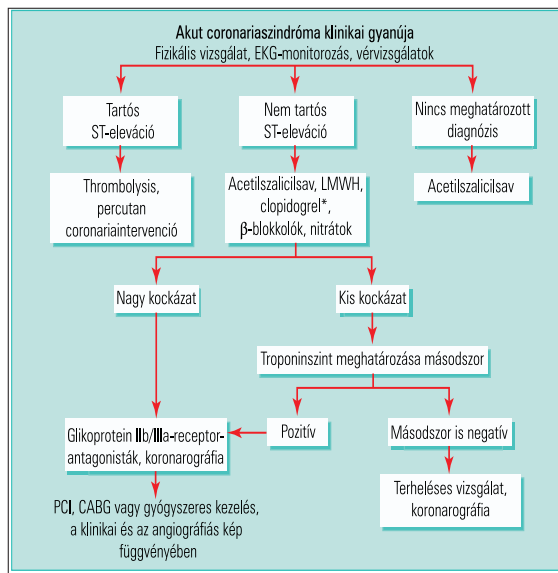 Akut coronariaszindróma klinikai gyanúja
Fizikális vizsgálat, EKG-monitorozás, vérvizsgálatok
Tartós
ST-eleváció
Nem tartós
ST-eleváció
Nincs meghatározott
diagnózis
Thrombolysis,
percutan
coronariaintervenció
Acetilszalicilsav, LMWH,
clopidogrel*,
β-blokkolók, nitrátok
Acetilszalicilsav
Nagy kockázat
Kis kockázat
Troponinszint meghatározása másodszor
Glikoprotein IIb/IIIa-receptor-
antagonisták, koronarográfia
Pozitív
Másodszor is negatív
PCI, CABG vagy gyógyszeres kezelés,
a klinikai és az angiográfiás kép
függvényében
Terheléses vizsgálat,
koronarográfia